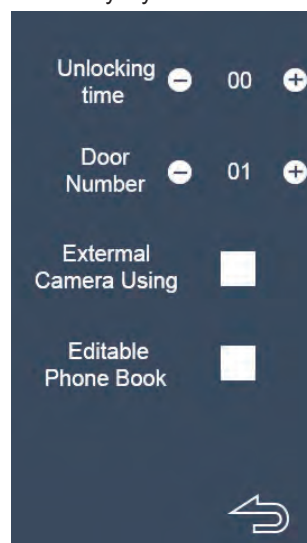 Unlocking
time
00
Door
Number
01
Extermal
Camera Using
Editable
Phone Book